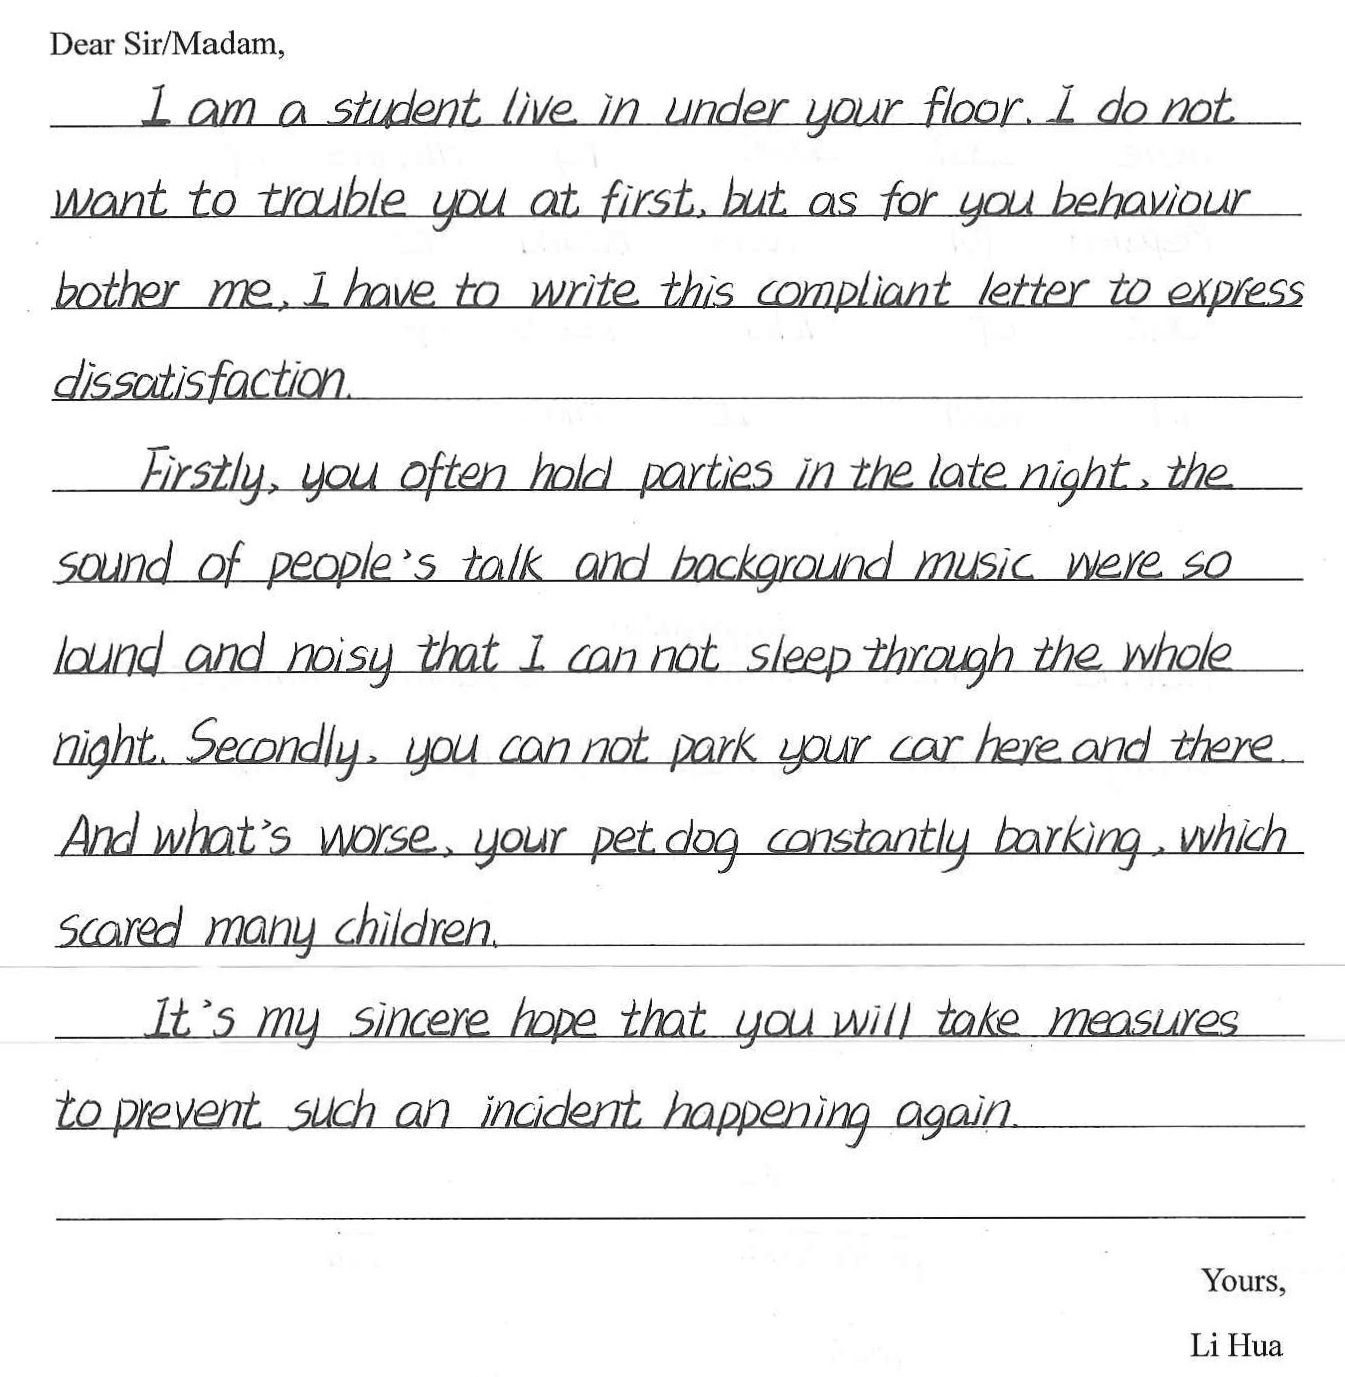 Dear Sir/Madam,
I am a student live in under your floor. I do not
want to trouble you at first, but as for you behaviour
bother me, I have to write this compliant letter to express
dissatisfaction.
Firstly, you often hold parties in the late night, the
sound of people's talk and background music were so
lound and noisy that I can not sleep through the whole
night. Secondly, you can not park your car here and there.
And what's worse, your pet dog constantly barking, which
scared many children.
It's my sincere hope that you will take measures
to prevent such an incident happening again.
Yours,
Li Hua